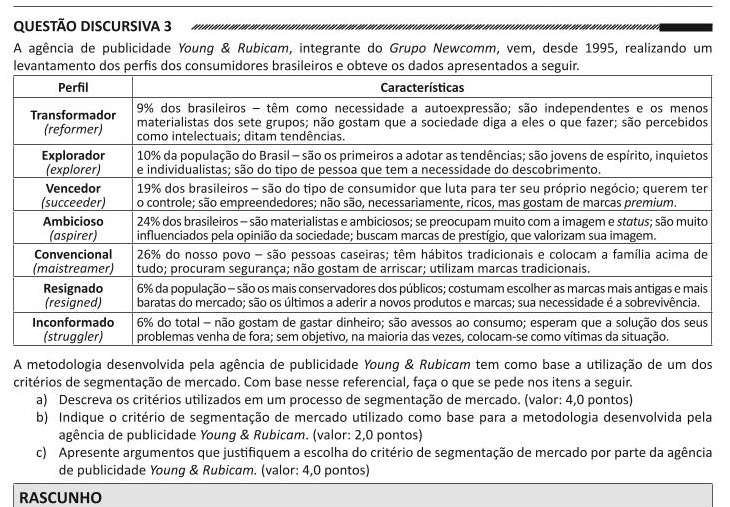 QUESTÃO DISCURSIVA 3
A agência de publicidade Young & Rubicam, integrante do Grupo Newcomm, vem, desde 1995, realizando um
levantamento dos perfis dos consumidores brasileiros e obteve os dados apresentados a seguir.
Perfil Características
Transformador
(reformer)
9% dos brasileiros – têm como necessidade a autoexpressão; são independentes e os menos
materialistas dos sete grupos; não gostam que a sociedade diga a eles o que fazer; são percebidos
como intelectuais; ditam tendências.
Explorador
(explorer)
10% da população do Brasil – são os primeiros a adotar as tendências; são jovens de espírito, inquietos
e individualistas; são do tipo de pessoa que tem a necessidade do descobrimento.
Vencedor
(succeeder)
19% dos brasileiros – são do tipo de consumidor que luta para ter seu próprio negócio; querem ter
o controle; são empreendedores; não são, necessariamente, ricos, mas gostam de marcas premium.
Ambicioso
(aspirer)
24% dos brasileiros – são materialistas e ambiciosos; se preocupam muito com a imagem e status; são muito
influenciados pela opinião da sociedade; buscam marcas de prestígio, que valorizam sua imagem.
Convencional
(maistreamer)
26% do nosso povo – são pessoas caseiras; têm hábitos tradicionais e colocam a família acima de
tudo; procuram segurança; não gostam de arriscar; utilizam marcas tradicionais.
Resignado
(resigned)
6% da população – são os mais conservadores dos públicos; costumam escolher as marcas mais antigas e mais
baratas do mercado; são os últimos a aderir a novos produtos e marcas; sua necessidade é a sobrevivência.
Inconformado
(struggler)
6% do total – não gostam de gastar dinheiro; são avessos ao consumo; esperam que a solução dos seus
problemas venha de fora; sem objetivo, na maioria das vezes, colocam-se como vítimas da situação.
A metodologia desenvolvida pela agência de publicidade Young & Rubicam tem como base a utilização de um dos
critérios de segmentação de mercado. Com base nesse referencial, faça o que se pede nos itens a seguir.
a) Descreva os critérios utilizados em um processo de segmentação de mercado. (valor: 4,0 pontos)
b) Indique o critério de segmentação de mercado utilizado como base para a metodologia desenvolvida pela
agência de publicidade Young & Rubicam. (valor: 2,0 pontos)
c) Apresente argumentos que justifiquem a escolha do critério de segmentação de mercado por parte da agência
de publicidade Young & Rubicam. (valor: 4,0 pontos)
RASCUNHO